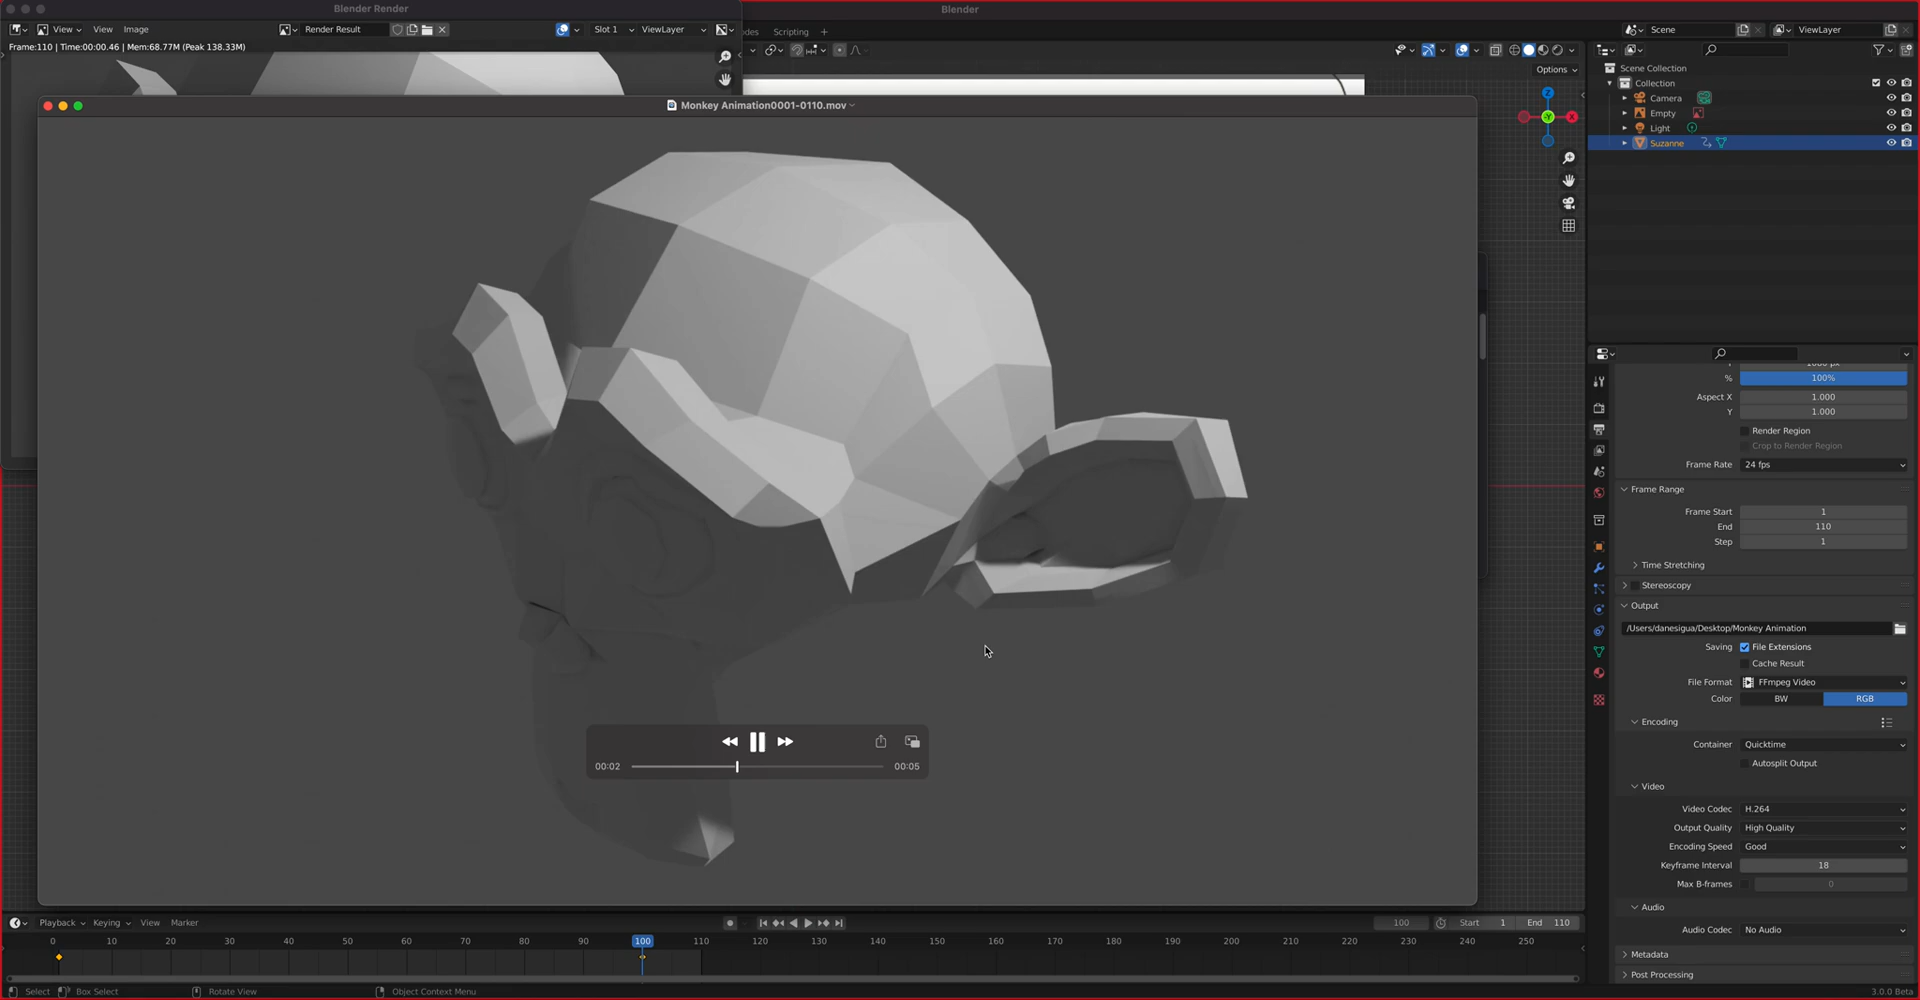 Blender Render
Blender
View
View
Image
Render Result
Slot 1
ViewLayer
Scripting
+
Scene
ViewLayer
Frame:110 | Time:00:00.46 | Mem:68.77M (Peak 138.33M)
Options
Scene Collection
Collection
Camera
Empty
Light
Suzanne
Z
Y
X
Monkey Animation0001-0110.mov
% 100%
Aspect X 1.000
Y 1.000
Render Region
Crop to Render Region
Frame Rate 24 fps
Frame Range
Frame Start 1
End 110
Step 1
Time Stretching
Stereoscopy
Output
/Users/danesigua/Desktop/Monkey Animation
Saving File Extensions
Cache Result
File Format FFmpeg Video
Color BW RGB
Encoding
Container Quicktime
Autosplit Output
Video
Video Codec H.264
Output Quality High Quality
Encoding Speed Good
Keyframe Interval 18
Max B-frames 0
Audio
Audio Codec No Audio
Metadata
Post Processing
00:02
00:05
Playback
Keying
View
Marker
100
Start 1
End 110
0 10 20 30 40 50 60 70 80 90 100 110 120 130 140 150 160 170 180 190 200 210 220 230 240 250
Select
Box Select
Rotate View
Object Context Menu
3.0.0 Beta